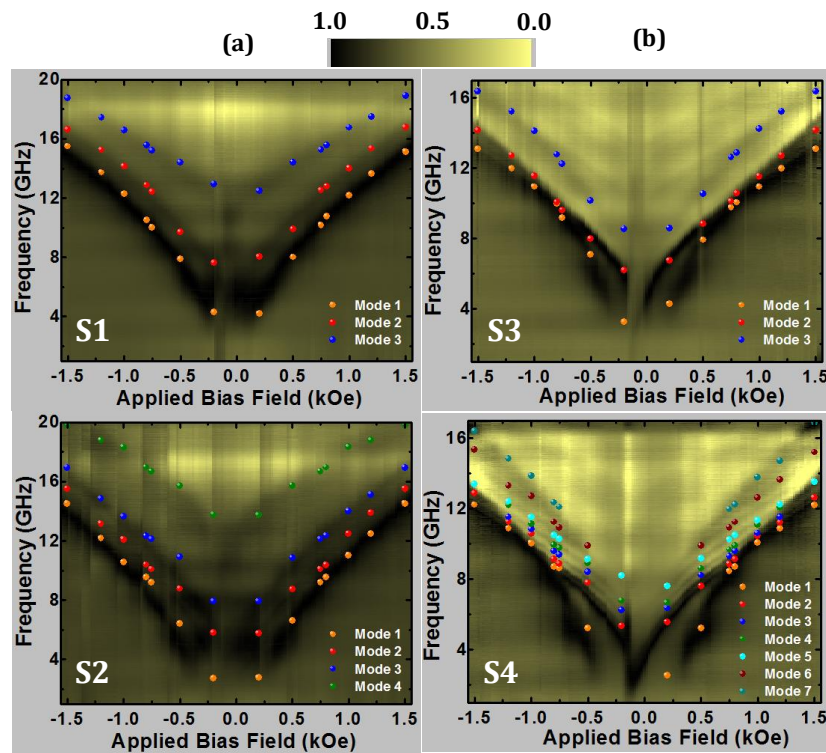 (a) 1.0 0.5 0.0 (b)
20
16
12
8
4
Frequency (GHz)
S1
Mode 1
Mode 2
Mode 3
-1.5 -1.0 -0.5 0.0 0.5 1.0 1.5
Applied Bias Field (kOe)
16
12
8
4
Frequency (GHz)
S3
Mode 1
Mode 2
Mode 3
-1.5 -1.0 -0.5 0.0 0.5 1.0 1.5
Applied Bias Field (kOe)
20
16
12
8
4
Frequency (GHz)
S2
Mode 1
Mode 2
Mode 3
Mode 4
-1.5 -1.0 -0.5 0.0 0.5 1.0 1.5
Applied Bias Field (kOe)
16
12
8
4
Frequency (GHz)
S4
Mode 1
Mode 2
Mode 3
Mode 4
Mode 5
Mode 6
Mode 7
-1.5 -1.0 -0.5 0.0 0.5 1.0 1.5
Applied Bias Field (kOe)